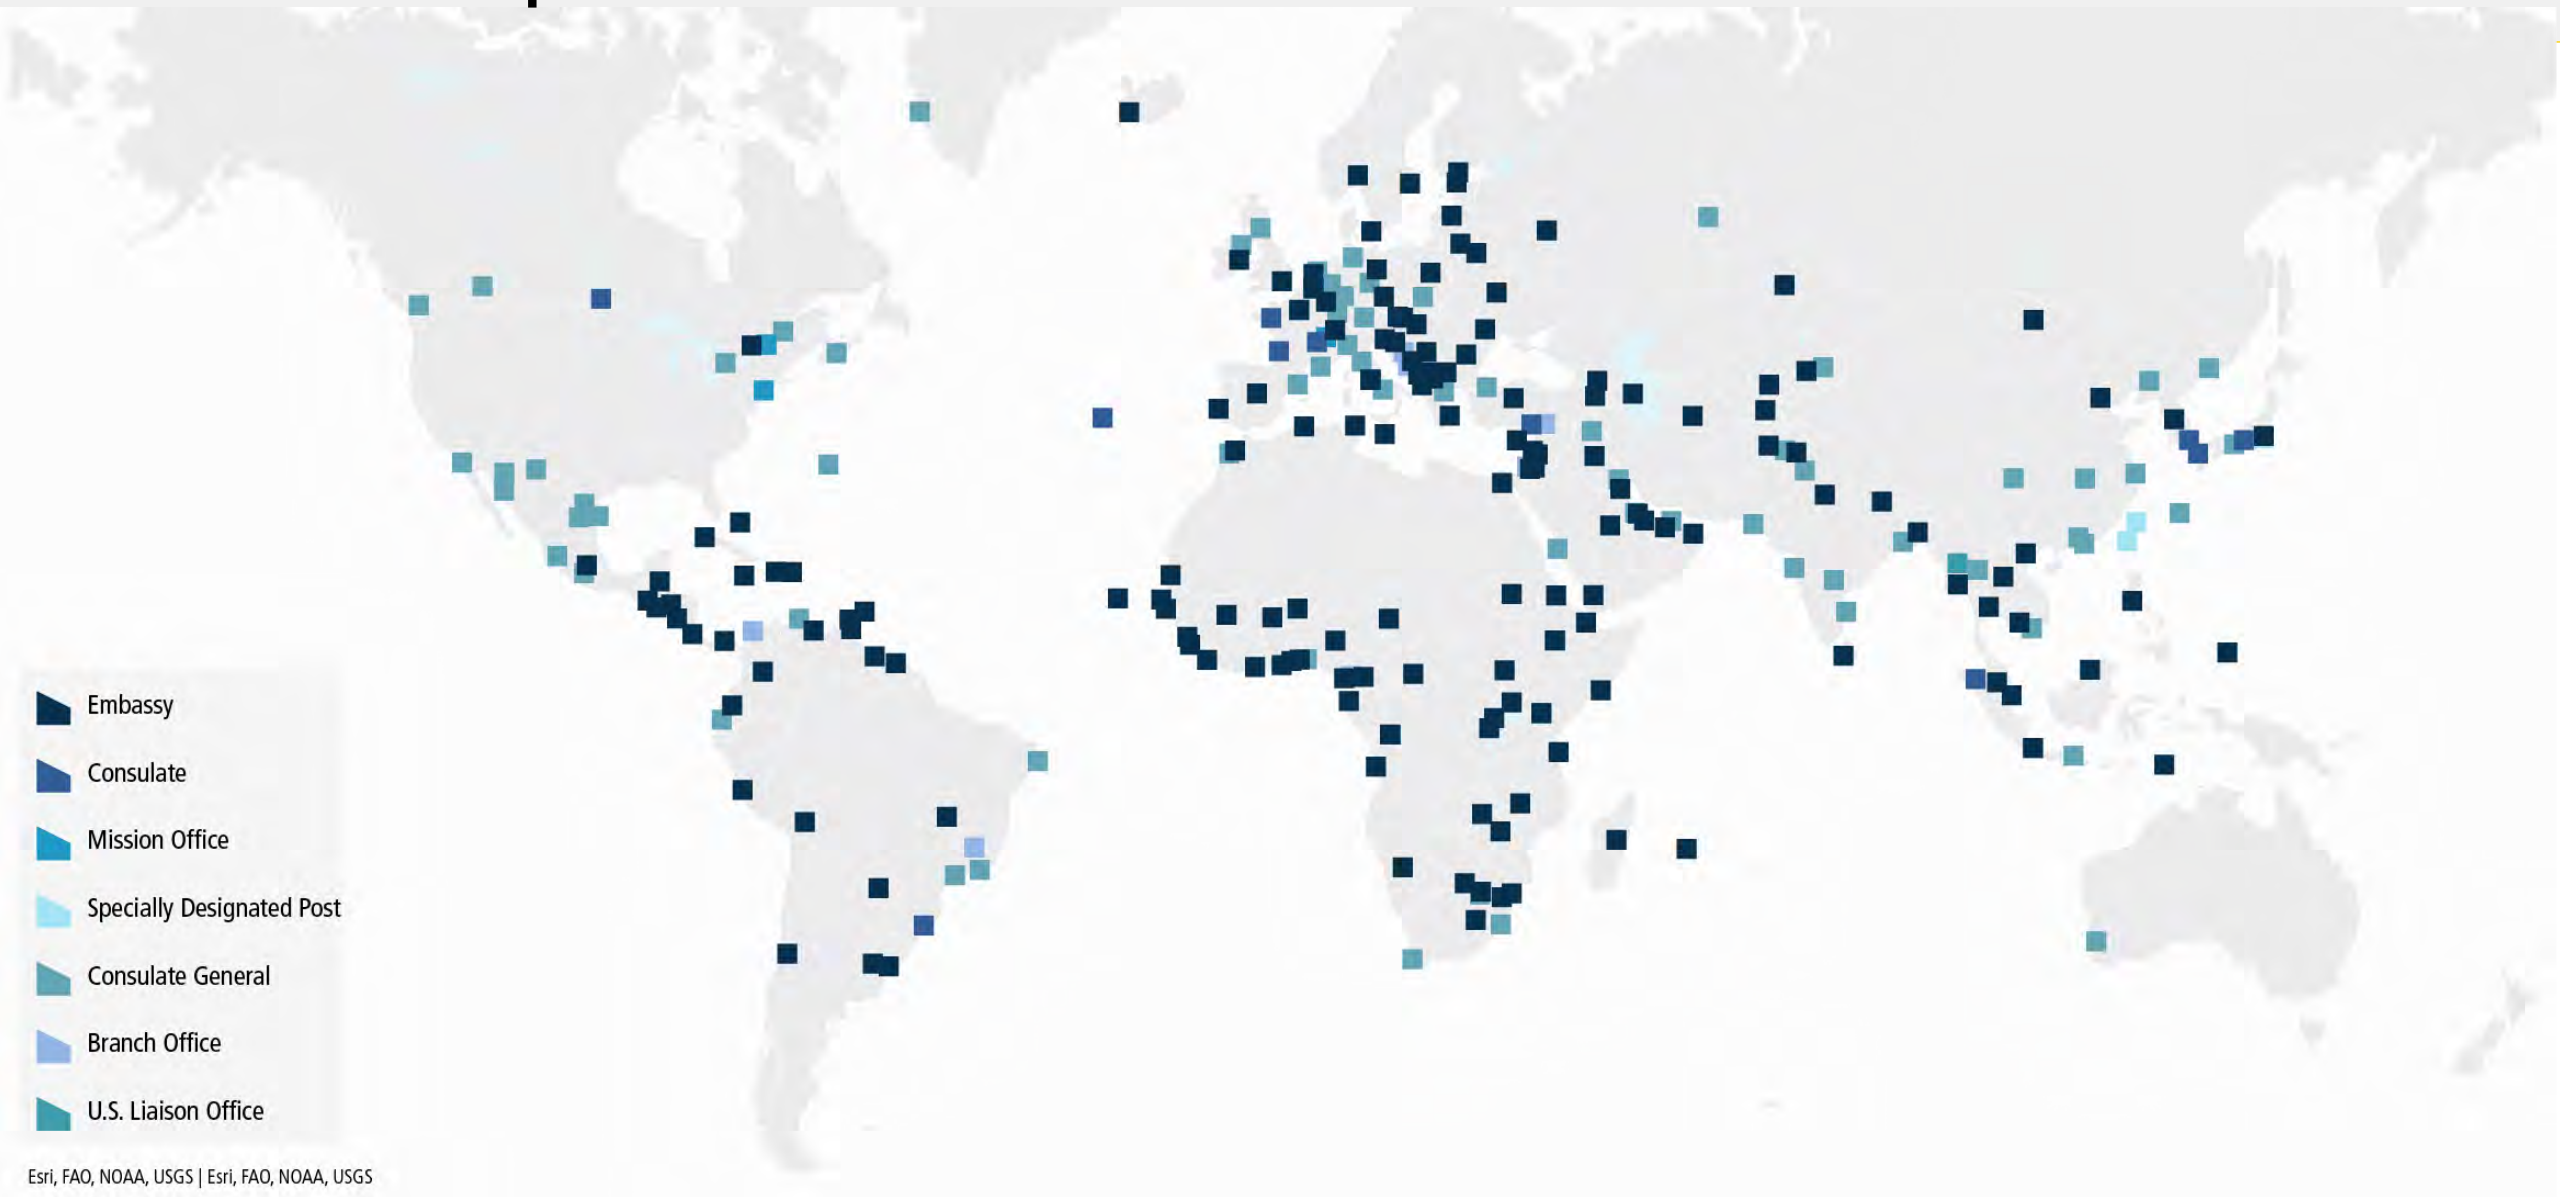 Embassy
Consulate
Mission Office
Specially Designated Post
Consulate General
Branch Office
U.S. Liaison Office
Esri, FAO, NOAA, USGS | Esri, FAO, NOAA, USGS